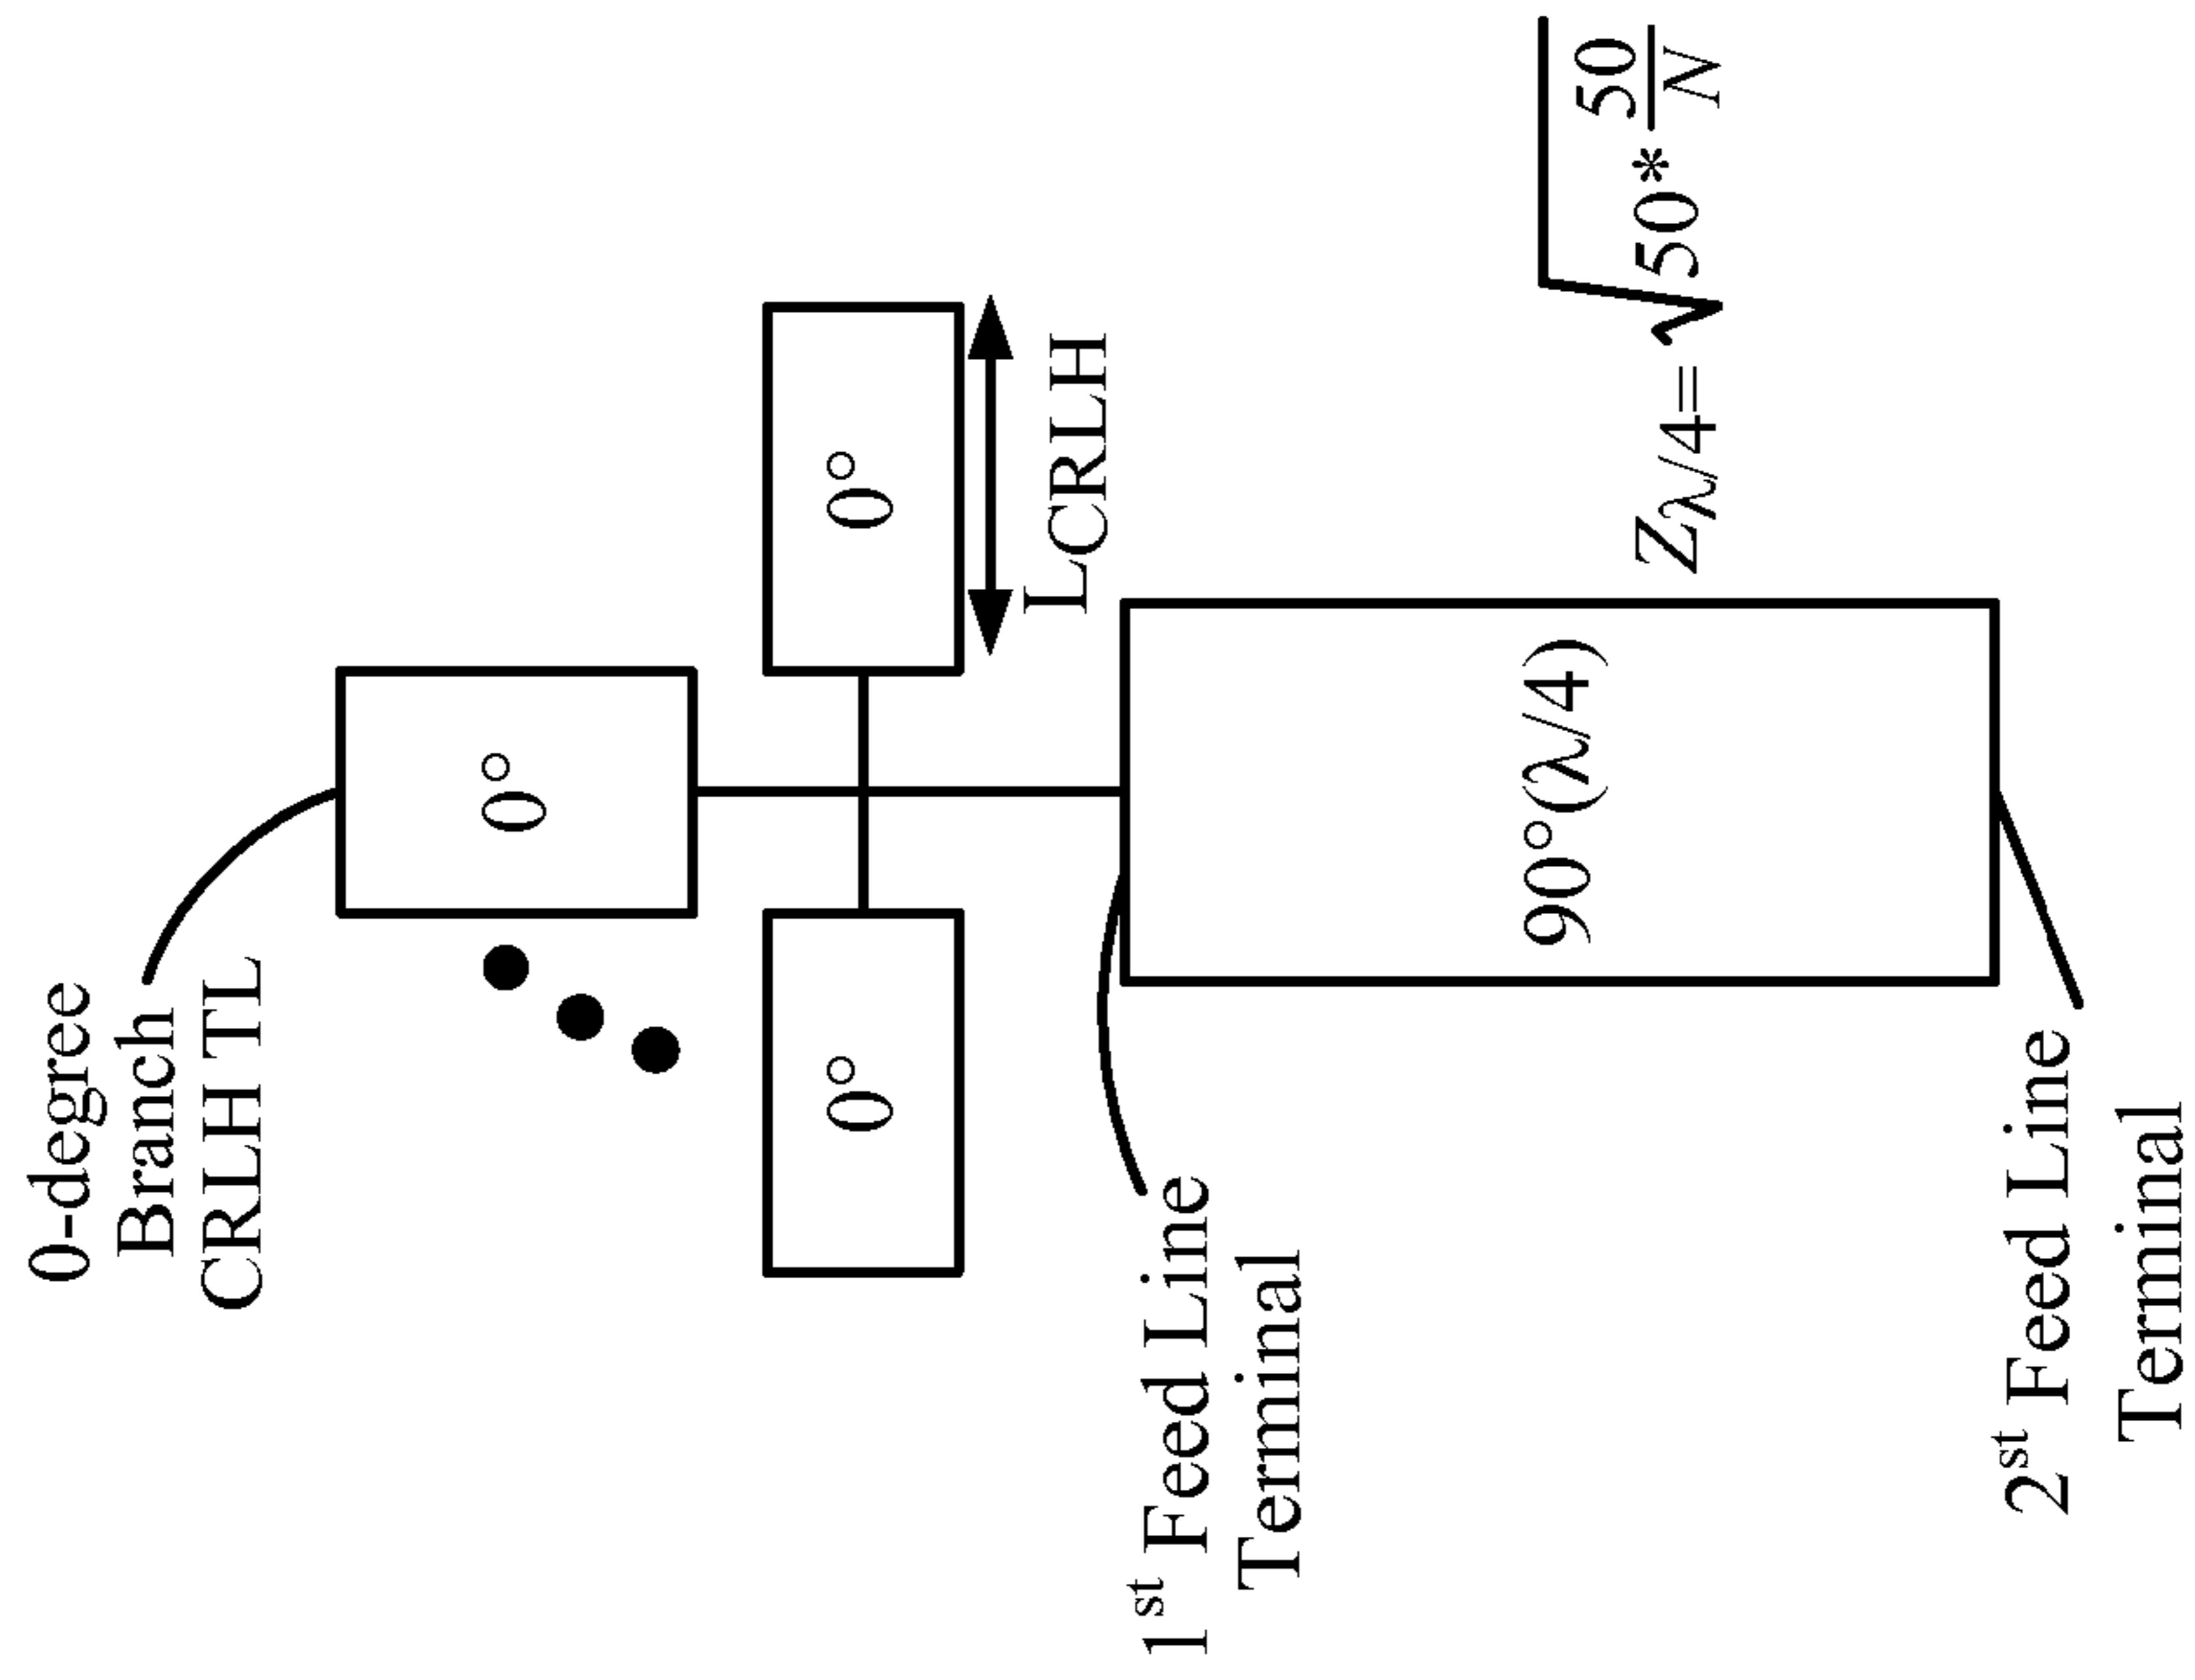 0-degree
Branch
CRLH TL
0°
0°
0°
LCRLH
1st Feed Line
Terminal
90°(λ/4)
Zλ/4=√50*50/N
2st Feed Line
Terminal